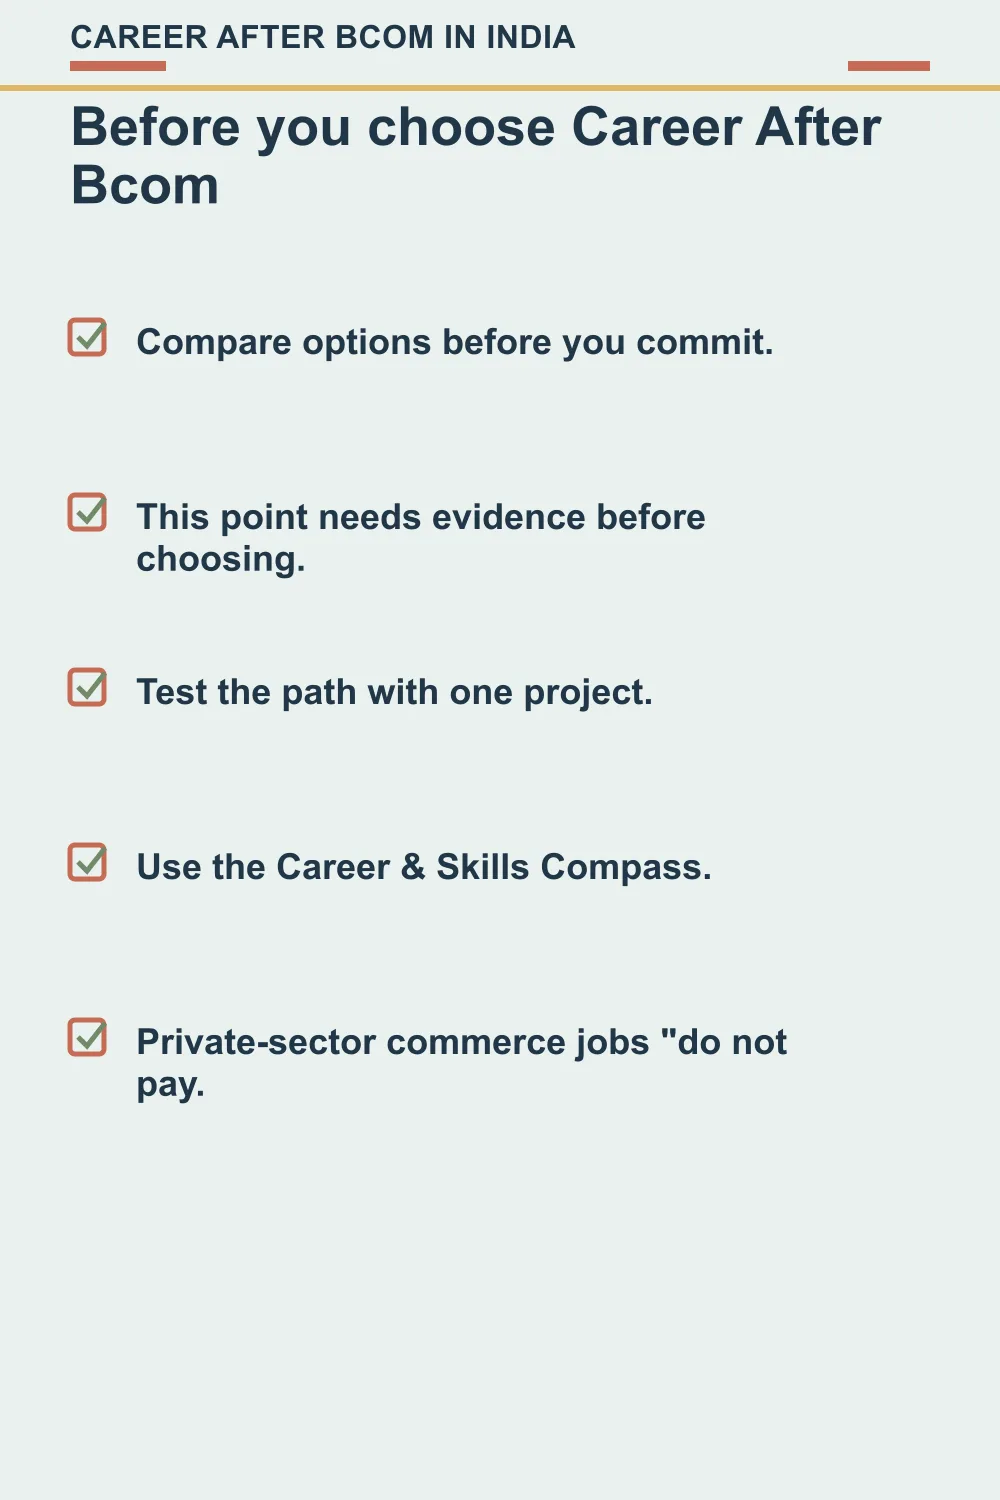 CAREER AFTER BCOM IN INDIA
Before you choose Career After
Bcom
Compare options before you commit.
This point needs evidence before
choosing.
Test the path with one project.
Use the Career & Skills Compass.
Private-sector commerce jobs "do not
pay.